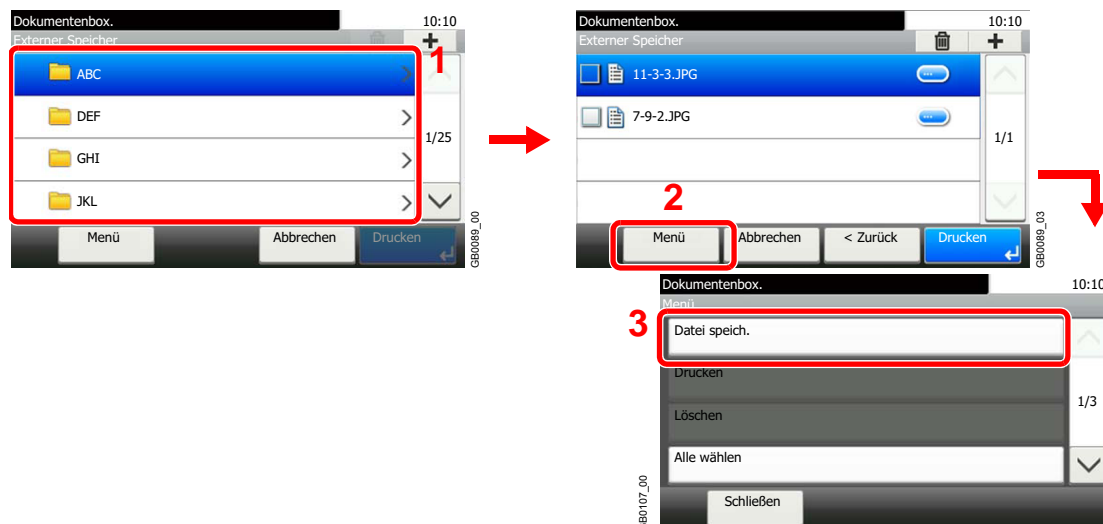 Dokumentenbox.
10:10
Externer Speicher
1
ABC
DEF
1/25
GHI
JKL
Menü
Abbrechen
Drucken
GB0089_00
Dokumentenbox.
10:10
Externer Speicher
11-3-3.JPG
7-9-2.JPG
1/1
2
Menü
Abbrechen
< Zurück
Drucken
GB0089_03
Dokumentenbox.
10:10
Menü
3
Datei speich.
Drucken
1/3
Löschen
Alle wählen
Schließen
GB0107_00